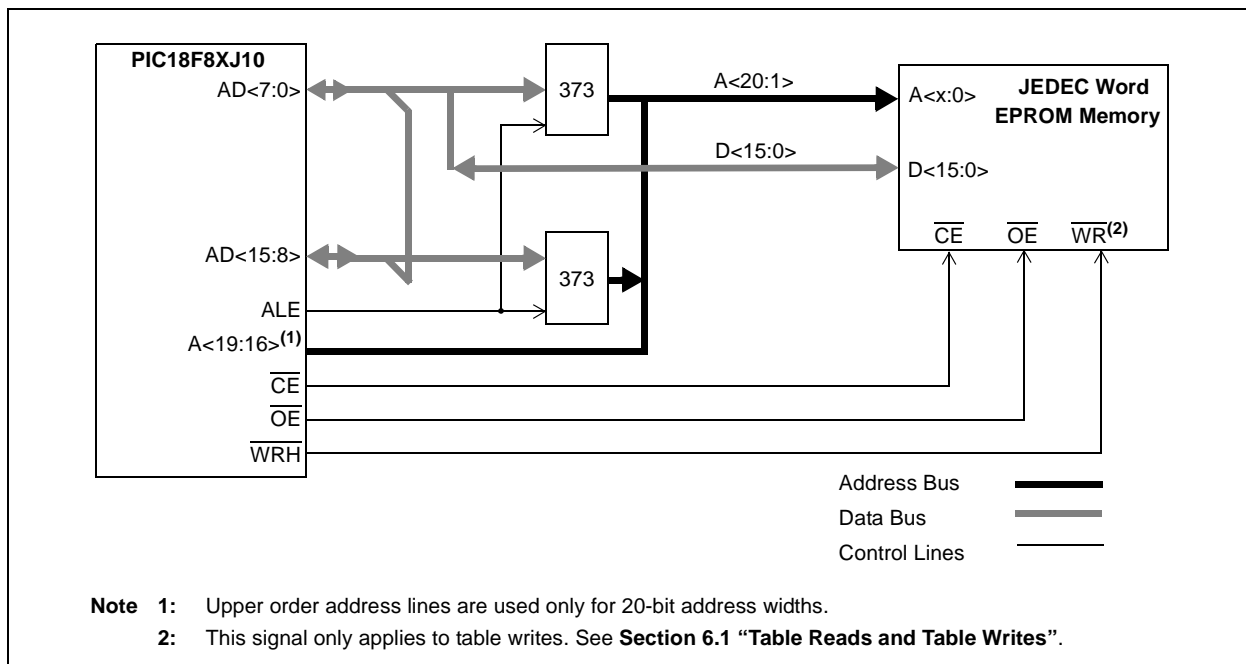 PIC18F8XJ10
AD<7:0>
373
A<20:1>
A<x:0>
JEDEC Word
EPROM Memory
D<15:0>
D<15:0>
CE
OE
WR(2)
AD<15:8>
373
ALE
A<19:16>(1)
CE
OE
WRH
Address Bus
Data Bus
Control Lines
Note 1: Upper order address lines are used only for 20-bit address widths.
2: This signal only applies to table writes. See Section 6.1 “Table Reads and Table Writes”.